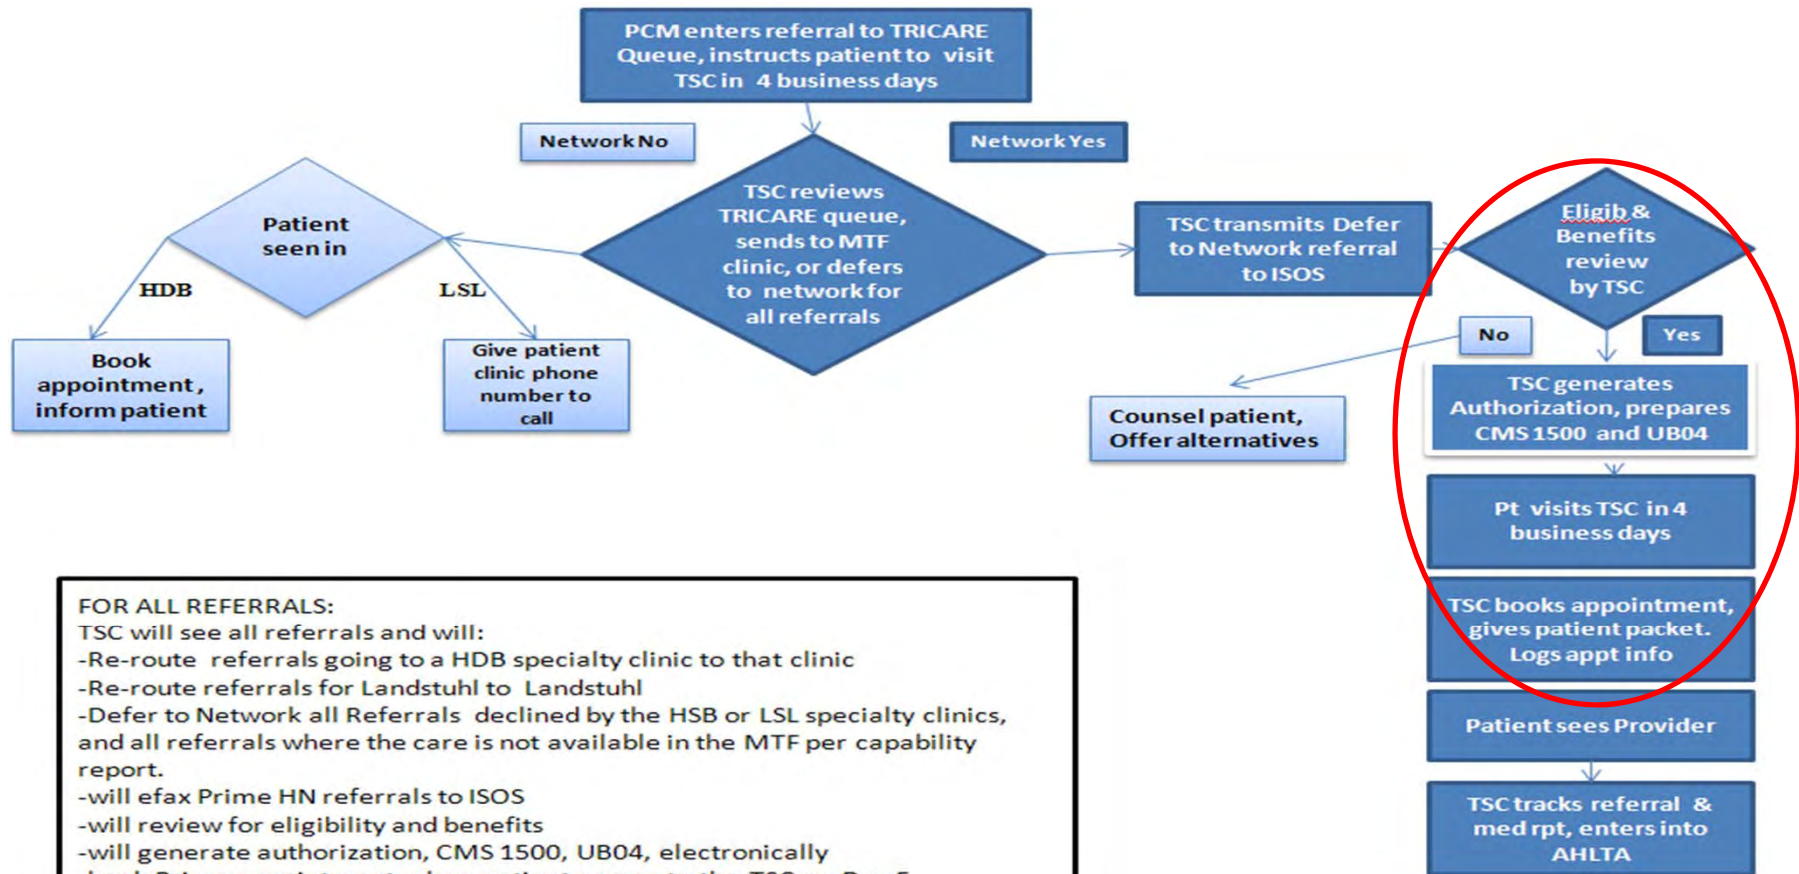 PCM enters referral to TRICARE
Queue, instructs patient to visit
TSC in 4 business days
Network No
Network Yes
TSC reviews
TRICARE queue,
sends to MTF
clinic, or defers
to network for
all referrals
Patient
seen in
HDB
LSL
Book
appointment,
inform patient
Give patient
clinic phone
number to
call
TSC transmits Defer
to Network referral
to ISOS
Eligib &
Benefits
review
by TSC
No
Yes
Counsel patient,
Offer alternatives
TSC generates
Authorization, prepares
CMS 1500 and UB04
Pt visits TSC in 4
business days
TSC books appointment,
gives patient packet.
Logs appt info
Patient sees Provider
TSC tracks referral &
med rpt, enters into
AHLTA
FOR ALL REFERRALS:
TSC will see all referrals and will:
-Re-route referrals going to a HDB specialty clinic to that clinic
-Re-route referrals for Landstuhl to Landstuhl
-Defer to Network all Referrals declined by the HSB or LSL specialty clinics,
and all referrals where the care is not available in the MTF per capability
report.
-will efax Prime HN referrals to ISOS
-will review for eligibility and benefits
-will generate authorization, CMS 1500, UB04, electronically